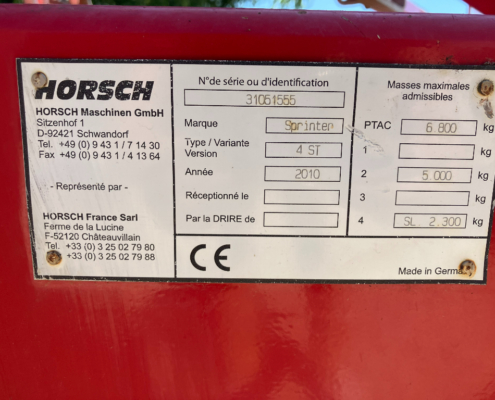 HORSCH
HORSCH Maschinen GmbH
Sitzenhof 1
D-92421 Schwandorf
Tel. +49 (0) 9 43 1 / 7 14 30
Fax +49 (0) 9 43 1 / 4 13 64
- Représenté par -
HORSCH France Sarl
Ferme de la Lucine
F-52120 Châteauvillain
Tel. +33 (0) 3 25 02 79 80
+33 (0) 3 25 02 79 88
N° de série ou d'identification
31051555
Marque Sprinter
Type / Variante
Version 4 ST
Année 2010
Réceptionné le
Par la DRIRE de
CE
Masses maximales
admissibles
PTAC 6.800 kg
1 kg
2 5.000 kg
3 kg
4 SL 2.300 kg
Made in Germany